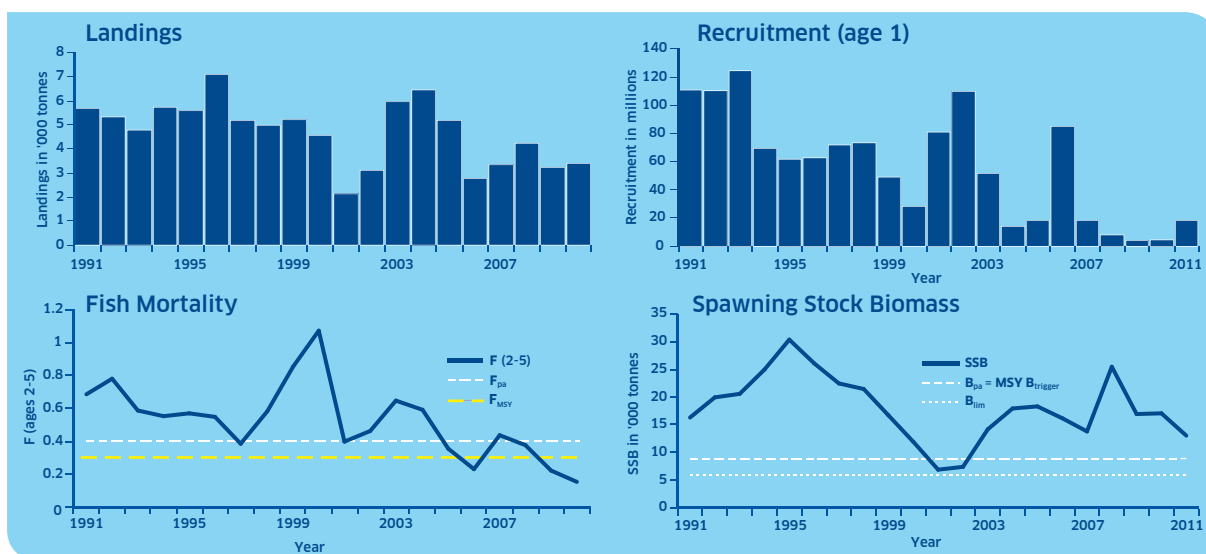 Landings
Landings in '000 tonnes
8
7
6
5
4
3
2
1
0
1991 1995 1999 2003 2007
Recruitment (age 1)
Recruitment in millions
140
120
100
80
60
40
20
0
1991 1995 1999 2003 2007 2011
Year
Fish Mortality
F (ages 2-5)
1.2
1
0.8
0.6
0.4
0.2
0
F (2-5)
Fpa
FMSY
1991 1995 1999 2003 2007
Year
Spawning Stock Biomass
SSB in '000 tonnes
35
30
25
20
15
10
5
0
SSB
Bpa = MSY Btrigger
Blim
1991 1995 1999 2003 2007 2011
Year